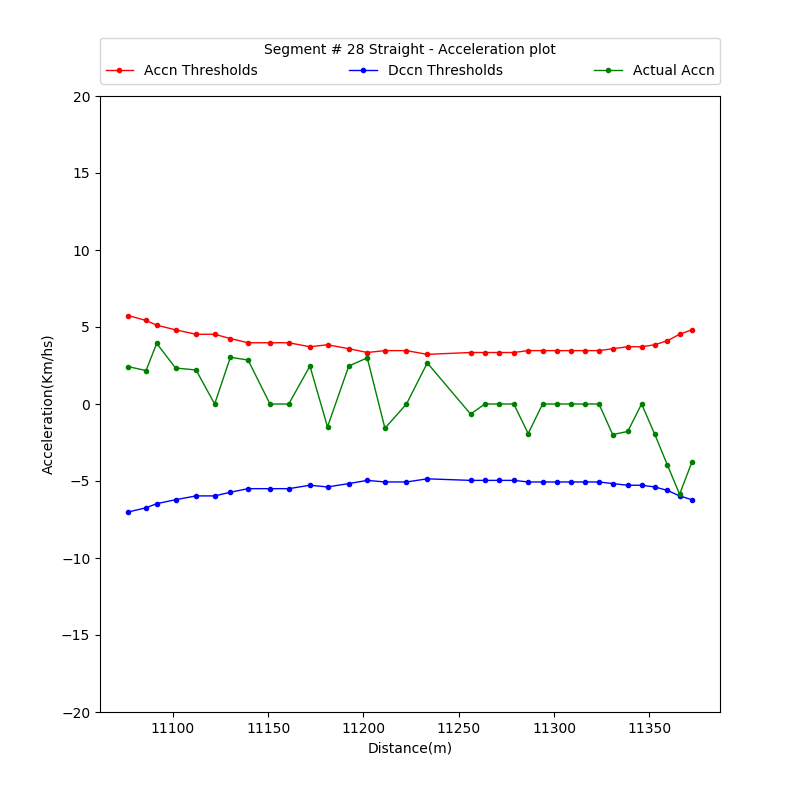 Segment # 28 Straight - Acceleration plot
Accn Thresholds Dccn Thresholds Actual Accn
20
15
10
5
0
−5
−10
−15
−20
Acceleration(Km/hs)
11100 11150 11200 11250 11300 11350
Distance(m)